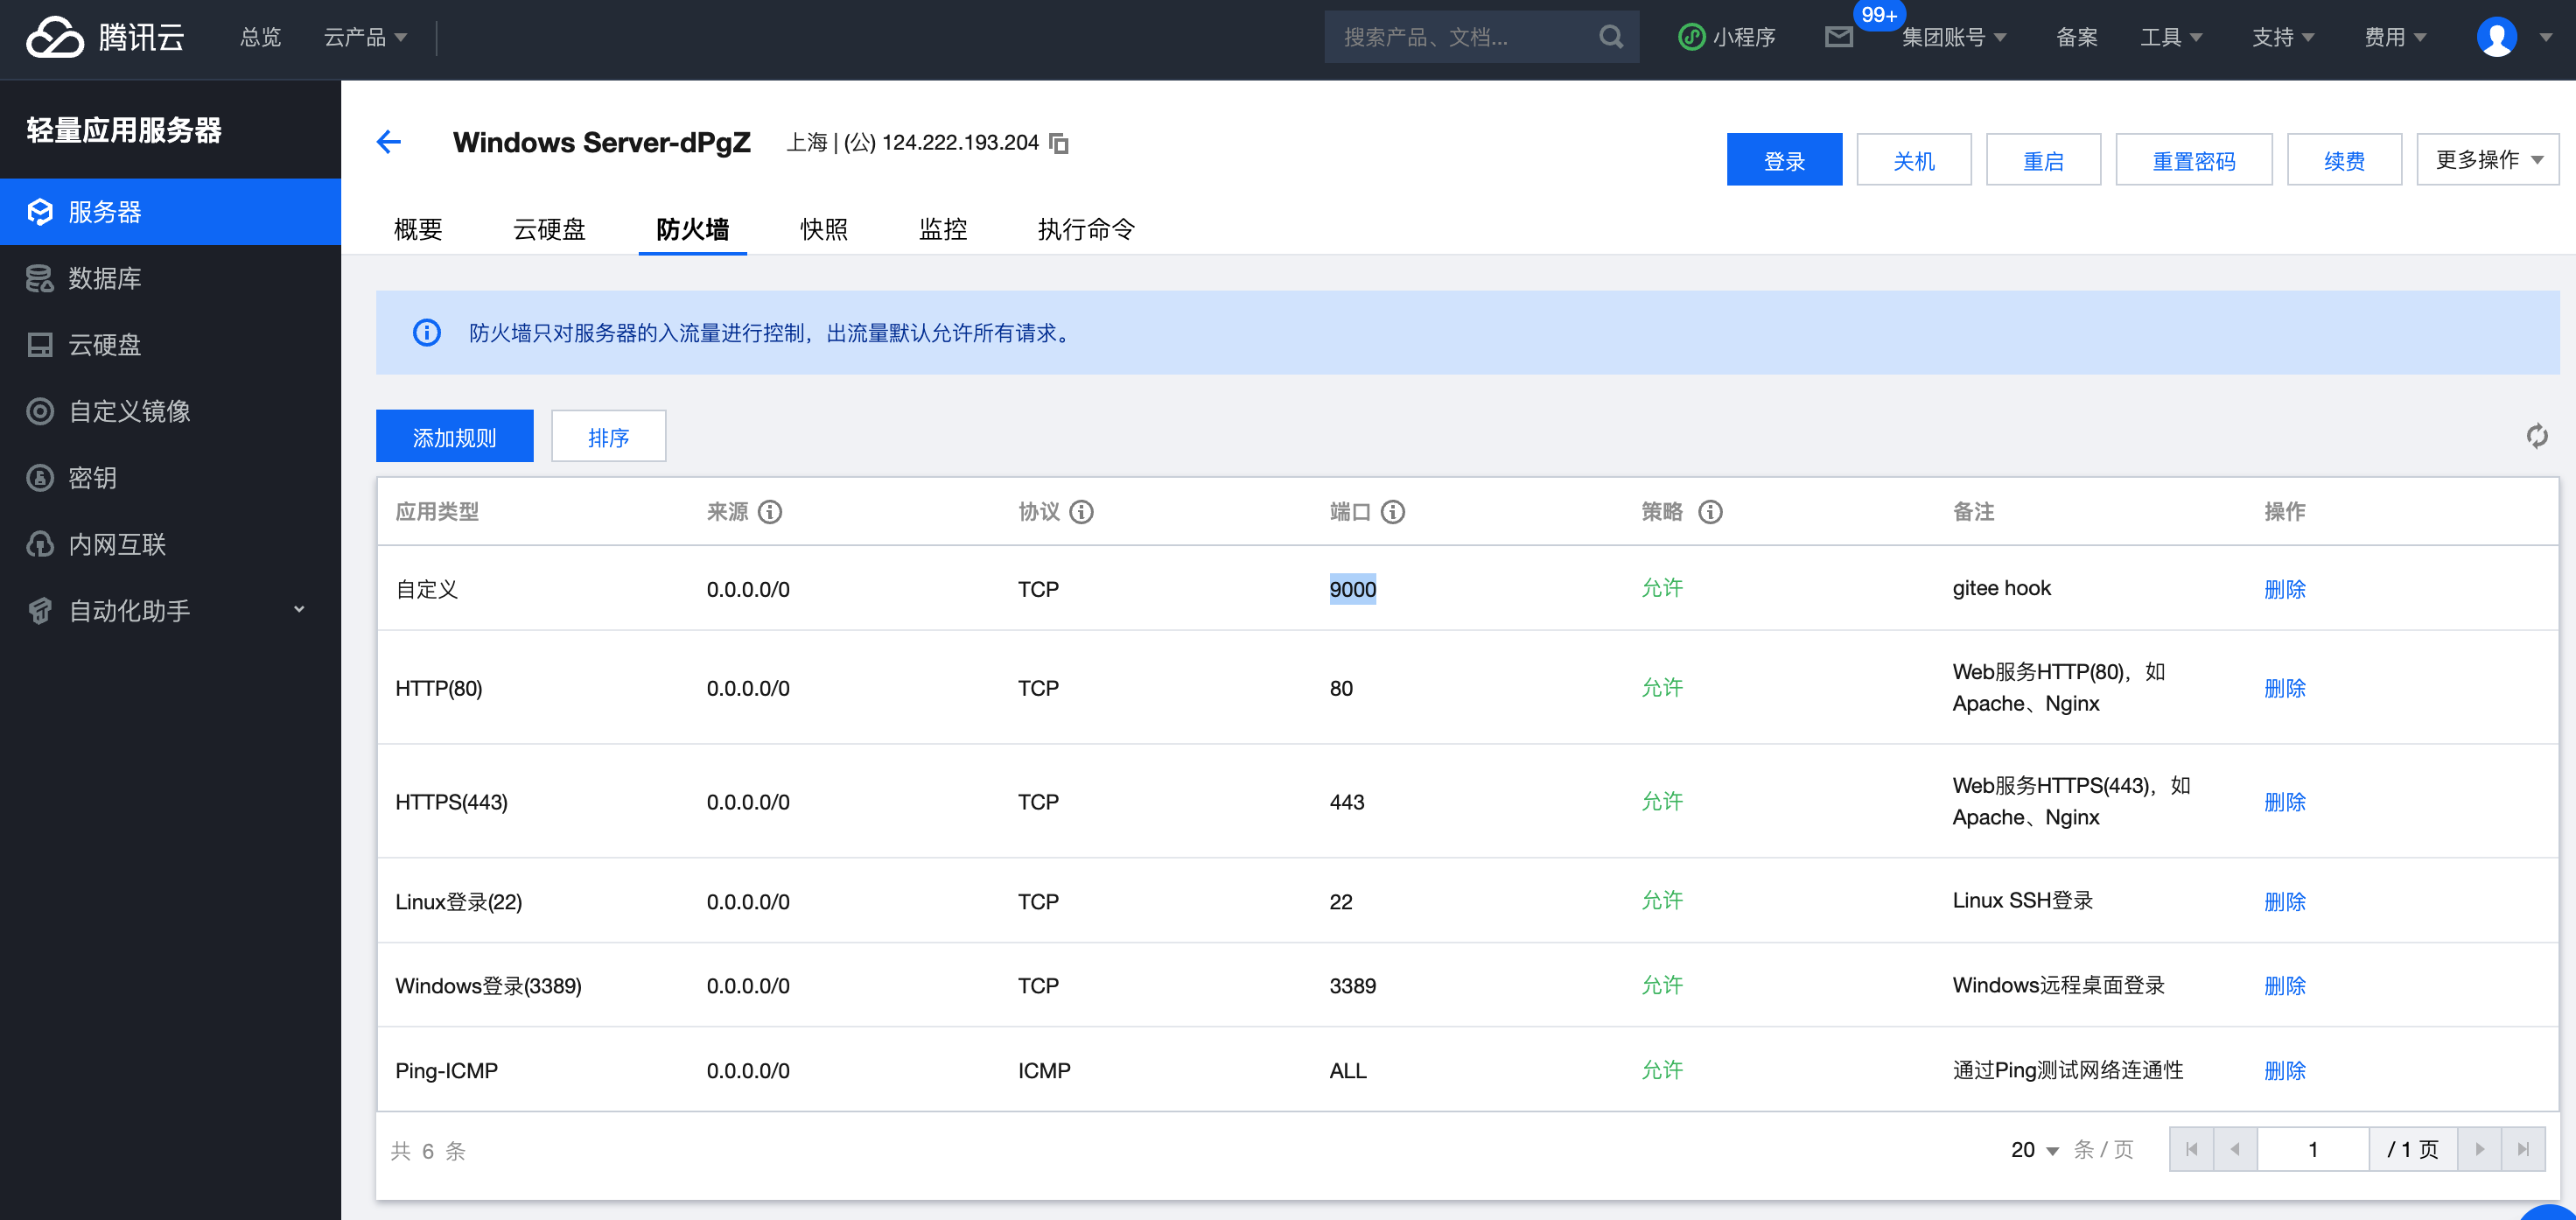 腾讯云
总览
云产品
搜索产品、文档...
小程序
99+
集团账号
备案
工具
支持
费用
轻量应用服务器
服务器
数据库
云硬盘
自定义镜像
密钥
内网互联
自动化助手
Windows Server-dPgZ
上海 | (公) 124.222.193.204
登录
关机
重启
重置密码
续费
更多操作
概要
云硬盘
防火墙
快照
监控
执行命令
防火墙只对服务器的入流量进行控制，出流量默认允许所有请求。
添加规则
排序
应用类型 来源 协议 端口 策略 备注 操作
自定义 0.0.0.0/0 TCP 9000 允许 gitee hook 删除
HTTP(80) 0.0.0.0/0 TCP 80 允许 Web服务HTTP(80)，如
Apache、Nginx
删除
HTTPS(443) 0.0.0.0/0 TCP 443 允许 Web服务HTTPS(443)，如
Apache、Nginx
删除
Linux登录(22) 0.0.0.0/0 TCP 22 允许 Linux SSH登录 删除
Windows登录(3389) 0.0.0.0/0 TCP 3389 允许 Windows远程桌面登录 删除
Ping-ICMP 0.0.0.0/0 ICMP ALL 允许 通过Ping测试网络连通性 删除
共 6 条
20 条 / 页
1 / 1 页